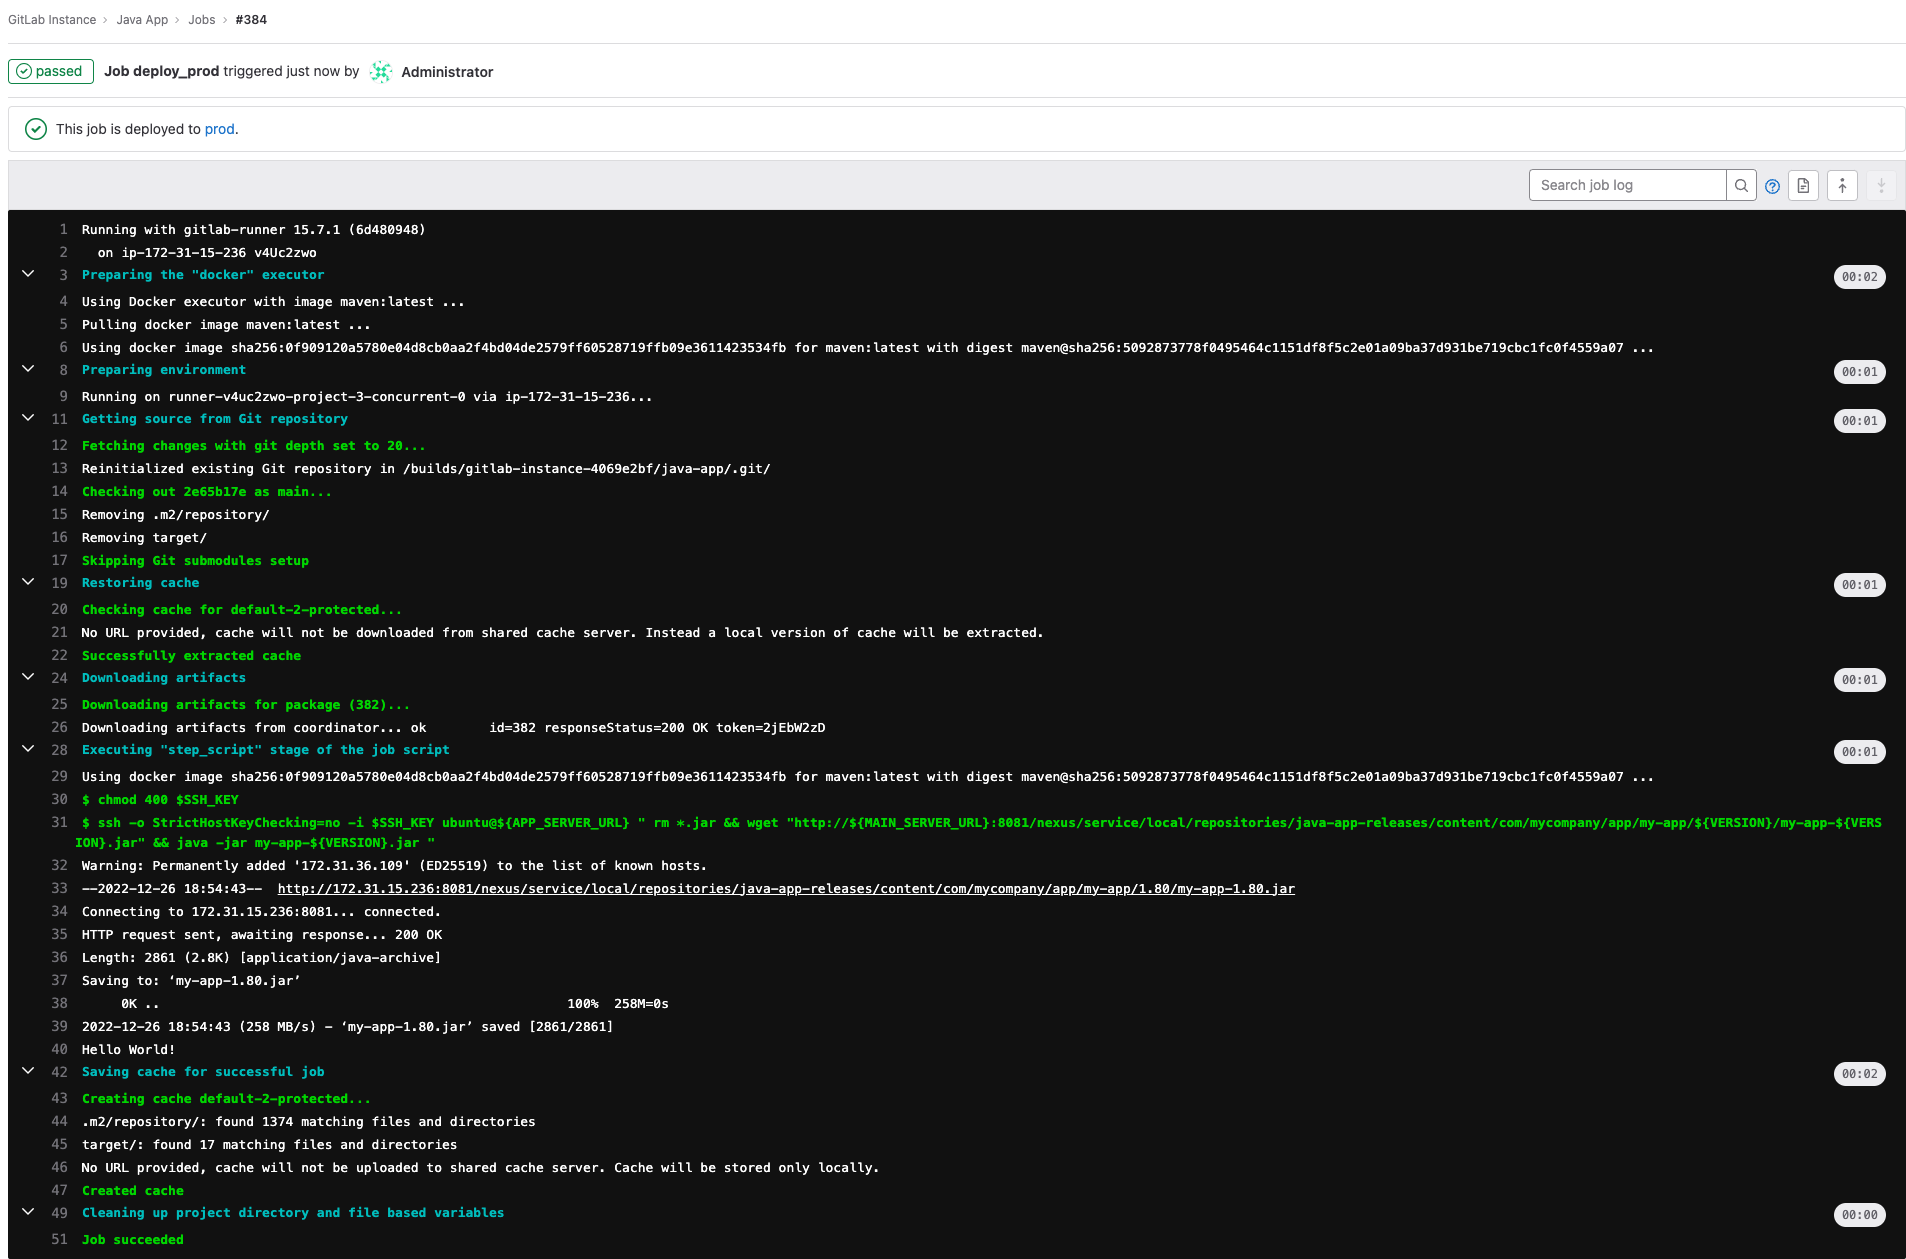 GitLab Instance › Java App › Jobs › #384
passed Job deploy_prod triggered just now by Administrator
This job is deployed to prod.
Search job log
1 Running with gitlab-runner 15.7.1 (6d480948)
2 on ip-172-31-15-236 v4Uc2zwo
3 Preparing the "docker" executor 00:02
4 Using Docker executor with image maven:latest ...
5 Pulling docker image maven:latest ...
6 Using docker image sha256:0f909120a5780e04d8cb0aa2f4bd04de2579ff60528719ffb09e3611423534fb for maven:latest with digest maven@sha256:5092873778f0495464c1151df8f5c2e01a09ba37d931be719cbc1fc0f4559a07 ...
8 Preparing environment 00:01
9 Running on runner-v4uc2zwo-project-3-concurrent-0 via ip-172-31-15-236...
11 Getting source from Git repository 00:01
12 Fetching changes with git depth set to 20...
13 Reinitialized existing Git repository in /builds/gitlab-instance-4069e2bf/java-app/.git/
14 Checking out 2e65b17e as main...
15 Removing .m2/repository/
16 Removing target/
17 Skipping Git submodules setup
19 Restoring cache 00:01
20 Checking cache for default-2-protected...
21 No URL provided, cache will not be downloaded from shared cache server. Instead a local version of cache will be extracted.
22 Successfully extracted cache
24 Downloading artifacts 00:01
25 Downloading artifacts for package (382)...
26 Downloading artifacts from coordinator... ok id=382 responseStatus=200 OK token=2jEbW2zD
28 Executing "step_script" stage of the job script 00:01
29 Using docker image sha256:0f909120a5780e04d8cb0aa2f4bd04de2579ff60528719ffb09e3611423534fb for maven:latest with digest maven@sha256:5092873778f0495464c1151df8f5c2e01a09ba37d931be719cbc1fc0f4559a07 ...
30 $ chmod 400 $SSH_KEY
31 $ ssh -o StrictHostKeyChecking=no -i $SSH_KEY ubuntu@${APP_SERVER_URL} " rm *.jar && wget "http://${MAIN_SERVER_URL}:8081/nexus/service/local/repositories/java-app-releases/content/com/mycompany/app/my-app/${VERSION}/my-app-${VERS
ION}.jar" && java -jar my-app-${VERSION}.jar "
32 Warning: Permanently added '172.31.36.109' (ED25519) to the list of known hosts.
33 --2022-12-26 18:54:43-- http://172.31.15.236:8081/nexus/service/local/repositories/java-app-releases/content/com/mycompany/app/my-app/1.80/my-app-1.80.jar
34 Connecting to 172.31.15.236:8081... connected.
35 HTTP request sent, awaiting response... 200 OK
36 Length: 2861 (2.8K) [application/java-archive]
37 Saving to: ‘my-app-1.80.jar’
38 0K .. 100% 258M=0s
39 2022-12-26 18:54:43 (258 MB/s) - ‘my-app-1.80.jar’ saved [2861/2861]
40 Hello World!
42 Saving cache for successful job 00:02
43 Creating cache default-2-protected...
44 .m2/repository/: found 1374 matching files and directories
45 target/: found 17 matching files and directories
46 No URL provided, cache will not be uploaded to shared cache server. Cache will be stored only locally.
47 Created cache
49 Cleaning up project directory and file based variables 00:00
51 Job succeeded